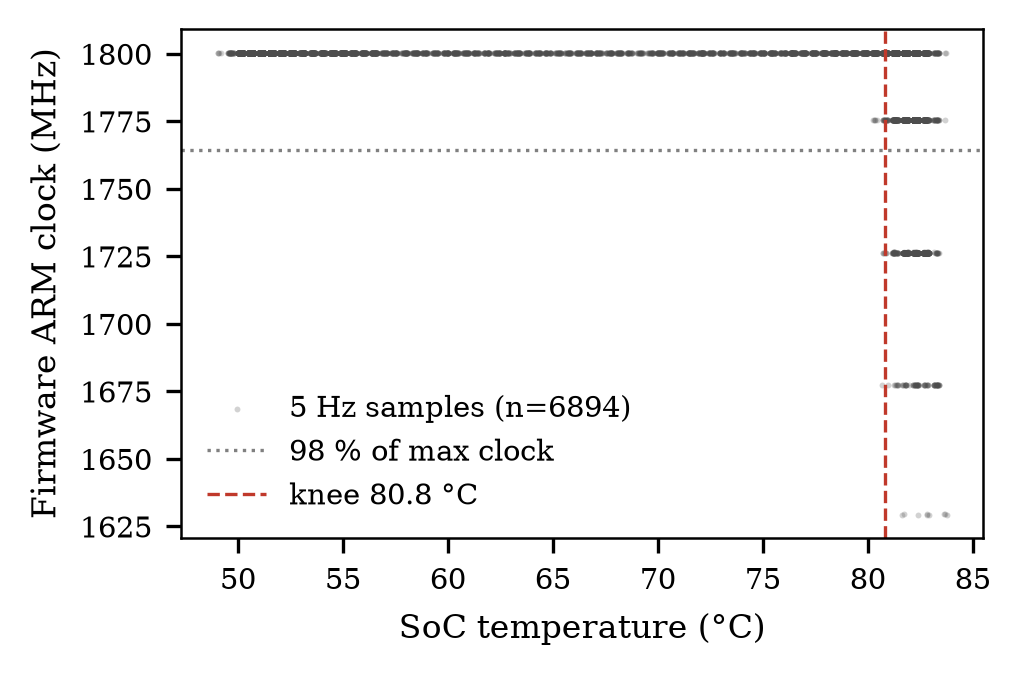 Firmware ARM clock (MHz)
1800
1775
1750
1725
1700
1675
1650
1625
5 Hz samples (n=6894)
98 % of max clock
knee 80.8 °C
50 55 60 65 70 75 80 85
SoC temperature (°C)